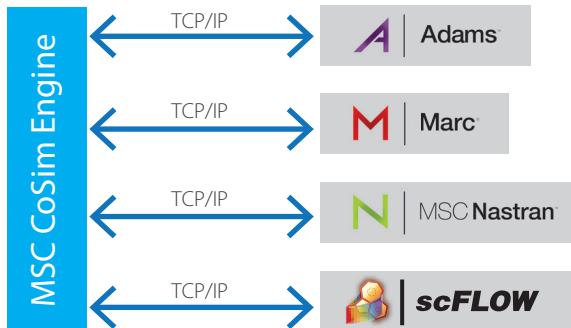 MSC CoSim Engine
TCP/IP
Adams
TCP/IP
Marc
TCP/IP
MSC Nastran
TCP/IP
scFLOW